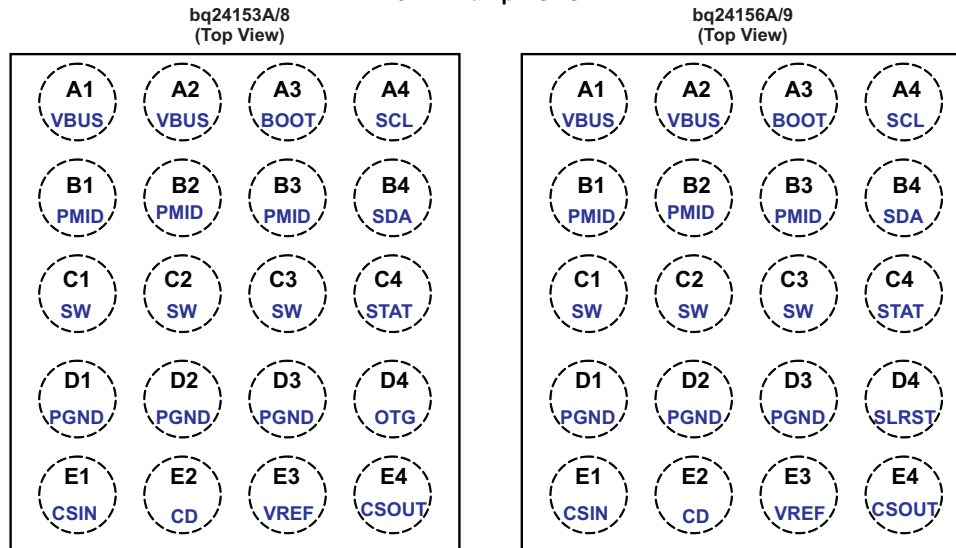 bq24153A/8
(Top View)
A1 A2 A3 A4
VBUS VBUS BOOT SCL
B1 B2 B3 B4
PMID PMID PMID SDA
C1 C2 C3 C4
SW SW SW STAT
D1 D2 D3 D4
PGND PGND PGND OTG
E1 E2 E3 E4
CSIN CD VREF CSOUT
bq24156A/9
(Top View)
A1 A2 A3 A4
VBUS VBUS BOOT SCL
B1 B2 B3 B4
PMID PMID PMID SDA
C1 C2 C3 C4
SW SW SW STAT
D1 D2 D3 D4
PGND PGND PGND SLRST
E1 E2 E3 E4
CSIN CD VREF CSOUT